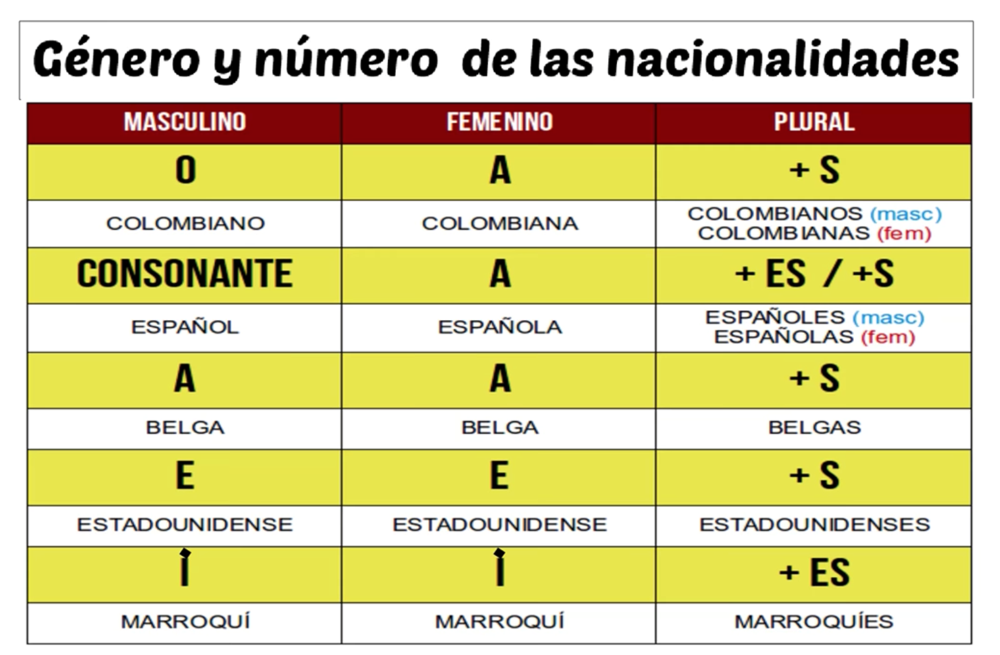 Género y número de las nacionalidades
MASCULINO FEMENINO PLURAL
O A + S
COLOMBIANO COLOMBIANA COLOMBIANOS (masc)
COLOMBIANAS (fem)
CONSONANTE A + ES / +S
ESPAÑOL ESPAÑOLA ESPAÑOLES (masc)
ESPAÑOLAS (fem)
A A + S
BELGA BELGA BELGAS
E E + S
ESTADOUNIDENSE ESTADOUNIDENSE ESTADOUNIDENSES
Í Í + ES
MARROQUÍ MARROQUÍ MARROQUÍES